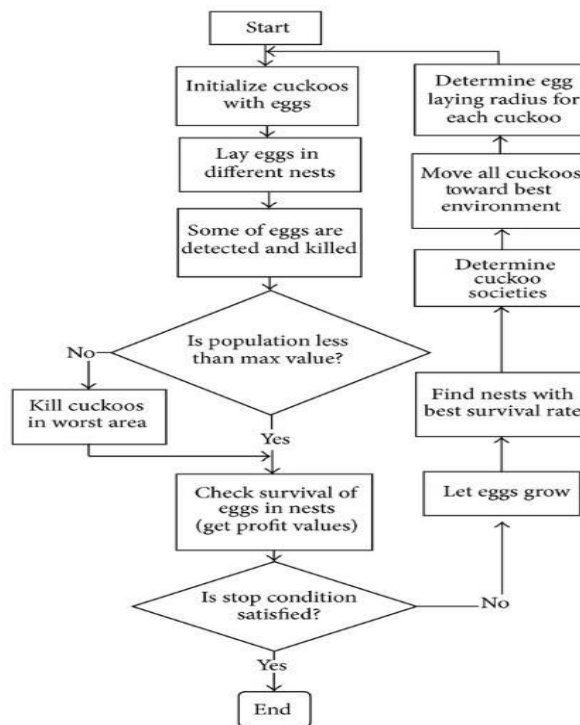 Start
Initialize cuckoos
with eggs
Lay eggs in
different nests
Some of eggs are
detected and killed
Is population less
than max value?
No
Kill cuckoos
in worst area
Yes
Check survival of
eggs in nests
(get profit values)
Is stop condition
satisfied?
Yes
End
No
Let eggs grow
Find nests with
best survival rate
Determine
cuckoo
societies
Move all cuckoos
toward best
environment
Determine egg
laying radius for
each cuckoo